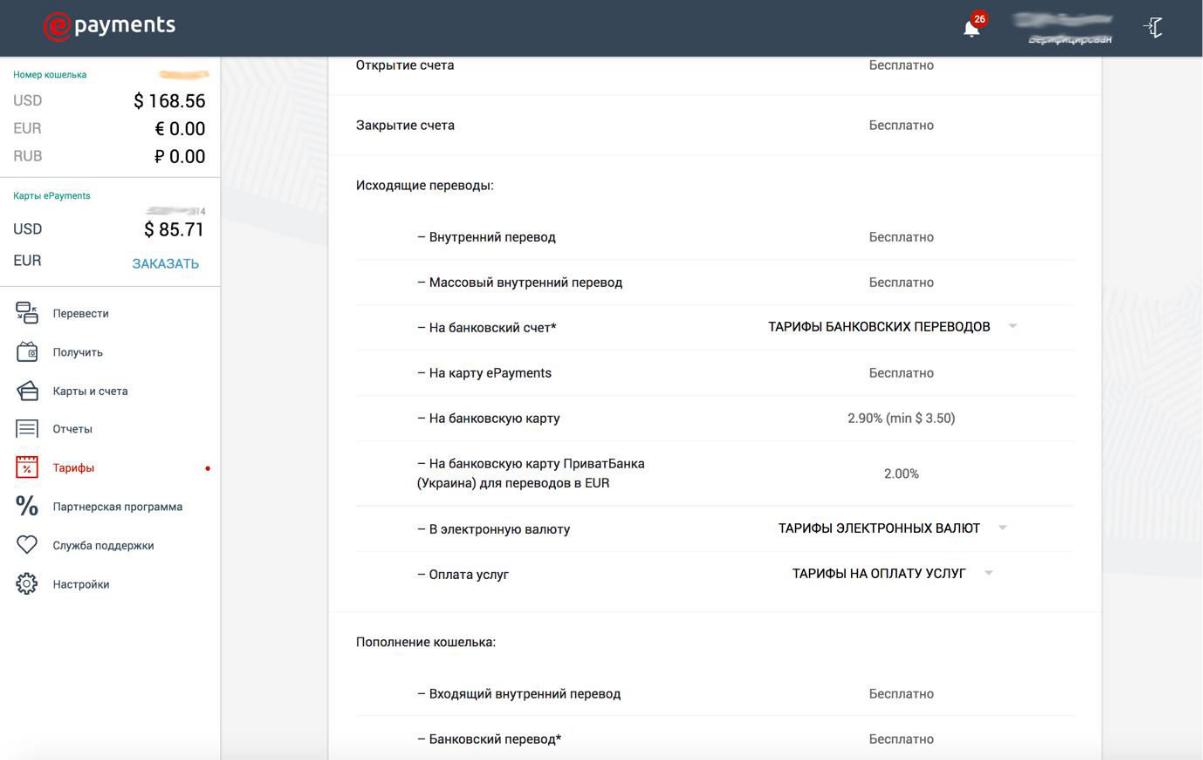 epayments
26
верифицирован
Номер кошелька
USD $ 168.56
EUR € 0.00
RUB ₽ 0.00
Карты ePayments
USD $ 85.71
EUR ЗАКАЗАТЬ
Перевести
Получить
Карты и счета
Отчеты
Тарифы
Партнерская программа
Служба поддержки
Настройки
Открытие счета Бесплатно
Закрытие счета Бесплатно
Исходящие переводы:
– Внутренний перевод Бесплатно
– Массовый внутренний перевод Бесплатно
– На банковский счет* ТАРИФЫ БАНКОВСКИХ ПЕРЕВОДОВ
– На карту ePayments Бесплатно
– На банковскую карту 2.90% (min $ 3.50)
– На банковскую карту ПриватБанка
(Украина) для переводов в EUR 2.00%
– В электронную валюту ТАРИФЫ ЭЛЕКТРОННЫХ ВАЛЮТ
– Оплата услуг ТАРИФЫ НА ОПЛАТУ УСЛУГ
Пополнение кошелька:
– Входящий внутренний перевод Бесплатно
– Банковский перевод* Бесплатно